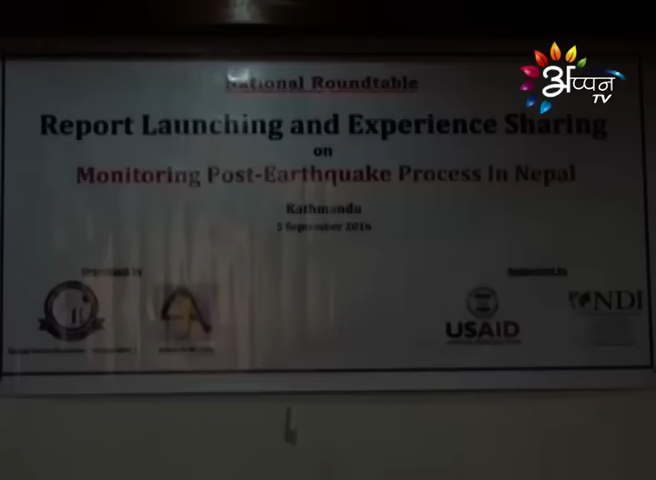 अप्पन
TV
National Roundtable
Report Launching and Experience Sharing
on
Monitoring Post-Earthquake Process in Nepal
Kathmandu
5 September 2016
USAID
NDI